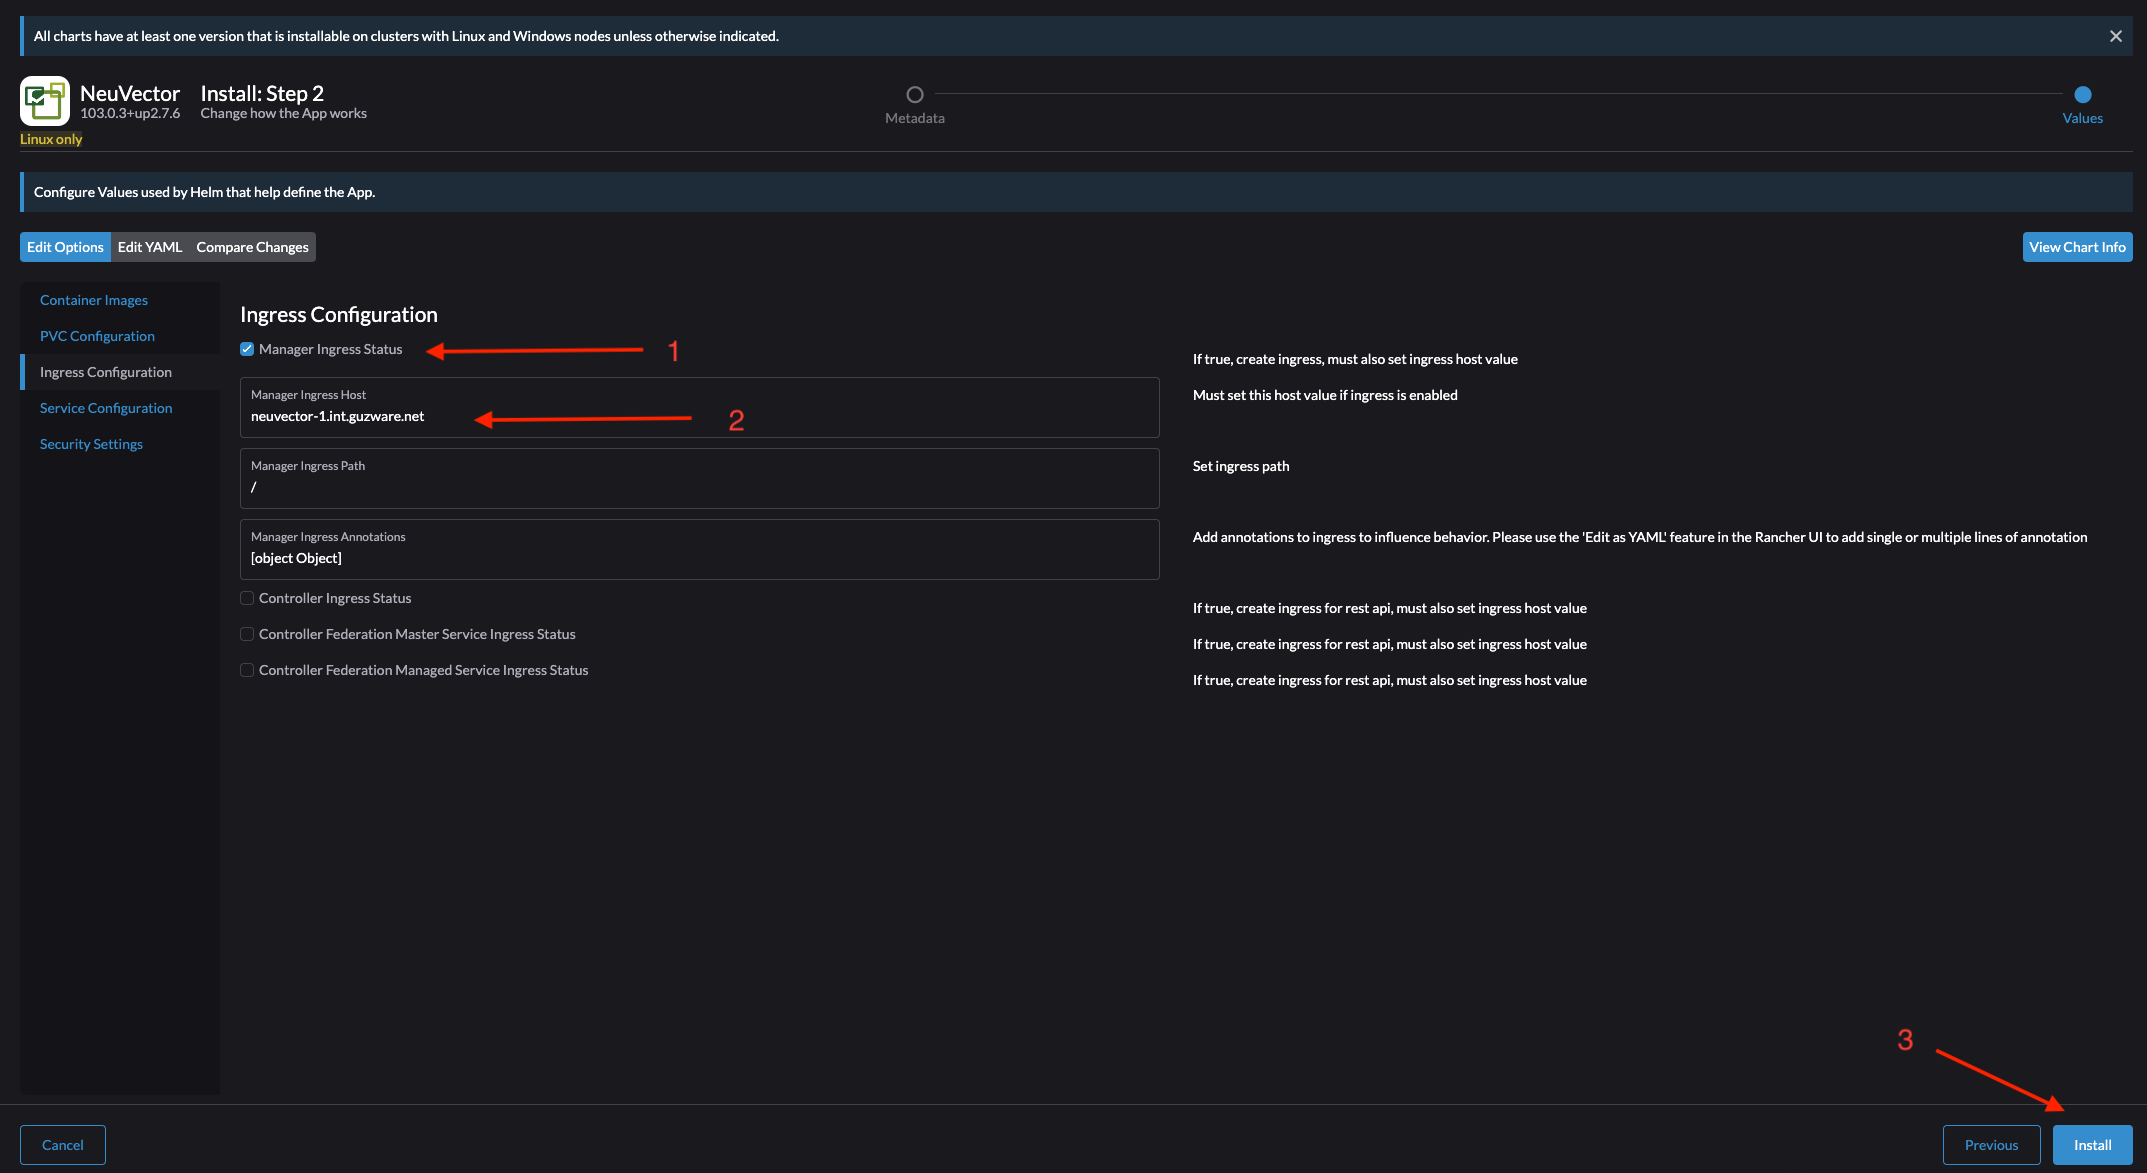 All charts have at least one version that is installable on clusters with Linux and Windows nodes unless otherwise indicated.
NeuVector
103.0.3+up2.7.6
Linux only
Install: Step 2
Change how the App works
Metadata
Values
Configure Values used by Helm that help define the App.
Edit Options
Edit YAML
Compare Changes
View Chart Info
Container Images
PVC Configuration
Ingress Configuration
Service Configuration
Security Settings
Ingress Configuration
Manager Ingress Status
1
If true, create ingress, must also set ingress host value
Manager Ingress Host
neuvector-1.int.guzware.net
2
Must set this host value if ingress is enabled
Manager Ingress Path
/
Set ingress path
Manager Ingress Annotations
[object Object]
Add annotations to ingress to influence behavior. Please use the 'Edit as YAML' feature in the Rancher UI to add single or multiple lines of annotation
Controller Ingress Status
If true, create ingress for rest api, must also set ingress host value
Controller Federation Master Service Ingress Status
If true, create ingress for rest api, must also set ingress host value
Controller Federation Managed Service Ingress Status
If true, create ingress for rest api, must also set ingress host value
3
Cancel
Previous
Install